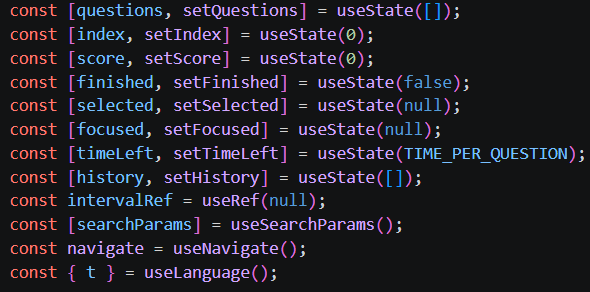 const [questions, setQuestions] = useState([]);
const [index, setIndex] = useState(0);
const [score, setScore] = useState(0);
const [finished, setFinished] = useState(false);
const [selected, setSelected] = useState(null);
const [focused, setFocused] = useState(null);
const [timeLeft, setTimeLeft] = useState(TIME_PER_QUESTION);
const [history, setHistory] = useState([]);
const intervalRef = useRef(null);
const [searchParams] = useSearchParams();
const navigate = useNavigate();
const { t } = useLanguage();